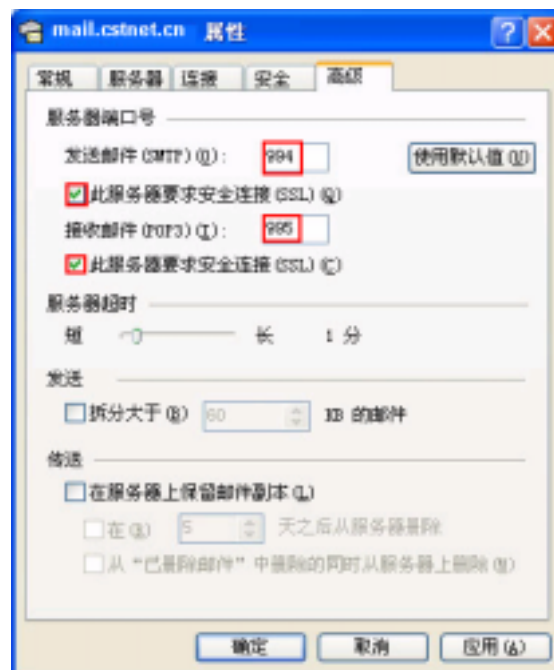 mail.cstnet.cn 属性
常规 服务器 连接 安全 高级
服务器端口号
发送邮件(SMTP)(O): 994 使用默认值(U)
此服务器要求安全连接(SSL)(Q)
接收邮件(POP3)(I): 995
此服务器要求安全连接(SSL)(C)
服务器超时
短 长 1 分
发送
拆分大于(B) 60 KB 的邮件
传送
在服务器上保留邮件副本(L)
在(R) 5 天之后从服务器删除
从“已删除邮件”中删除的同时从服务器上删除(M)
确定 取消 应用(A)